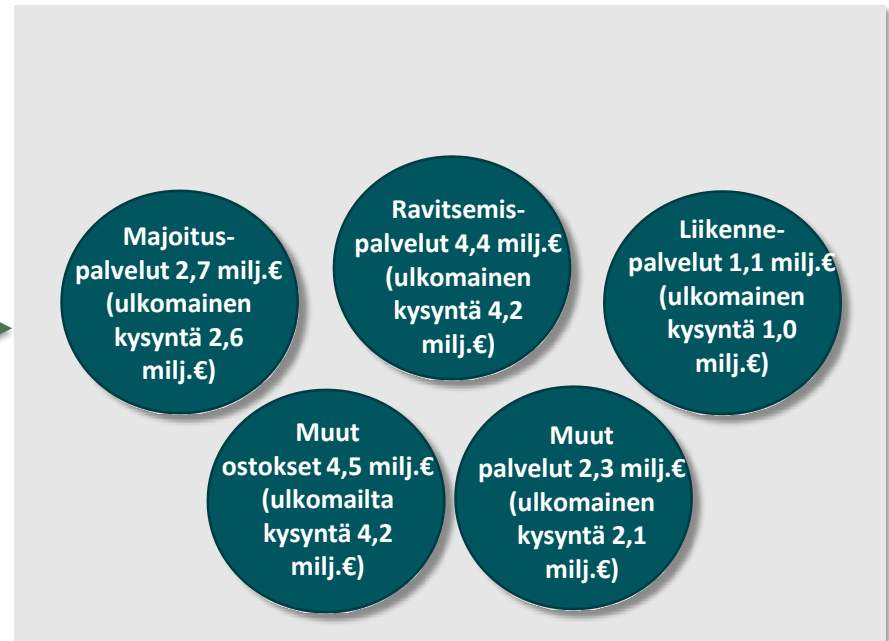 Majoitus-
palvelut 2,7 milj.€
(ulkomainen
kysyntä 2,6
milj.€)
Ravitsemis-
palvelut 4,4 milj.€
(ulkomainen
kysyntä 4,2
milj.€)
Liikenne-
palvelut 1,1 milj.€
(ulkomainen
kysyntä 1,0
milj.€)
Muut
ostokset 4,5 milj.€
(ulkomailta
kysyntä 4,2
milj.€)
Muut
palvelut 2,3 milj.€
(ulkomainen
kysyntä 2,1
milj.€)